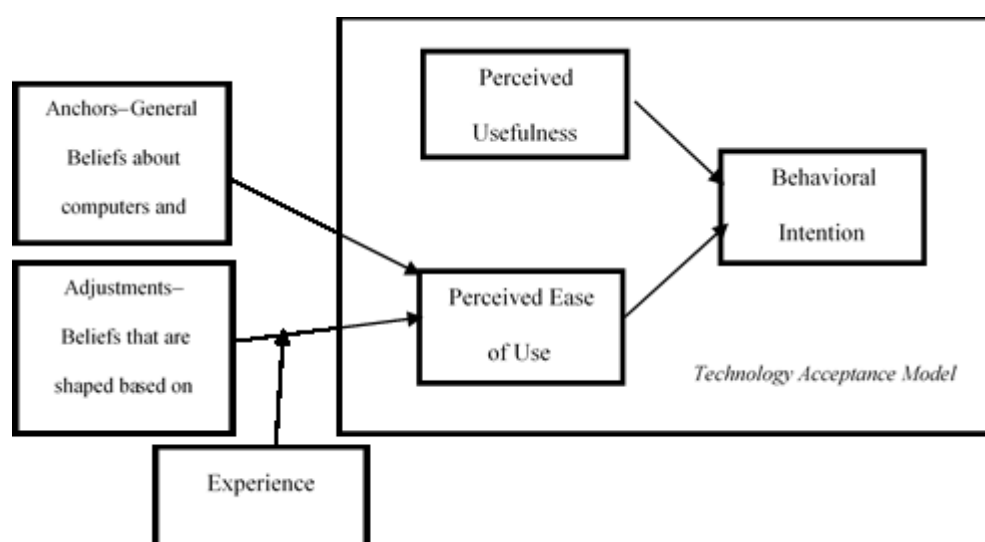 Anchors–General
Beliefs about
computers and
Adjustments–
Beliefs that are
shaped based on
Experience
Perceived
Usefulness
Perceived Ease
of Use
Behavioral
Intention
Technology Acceptance Model